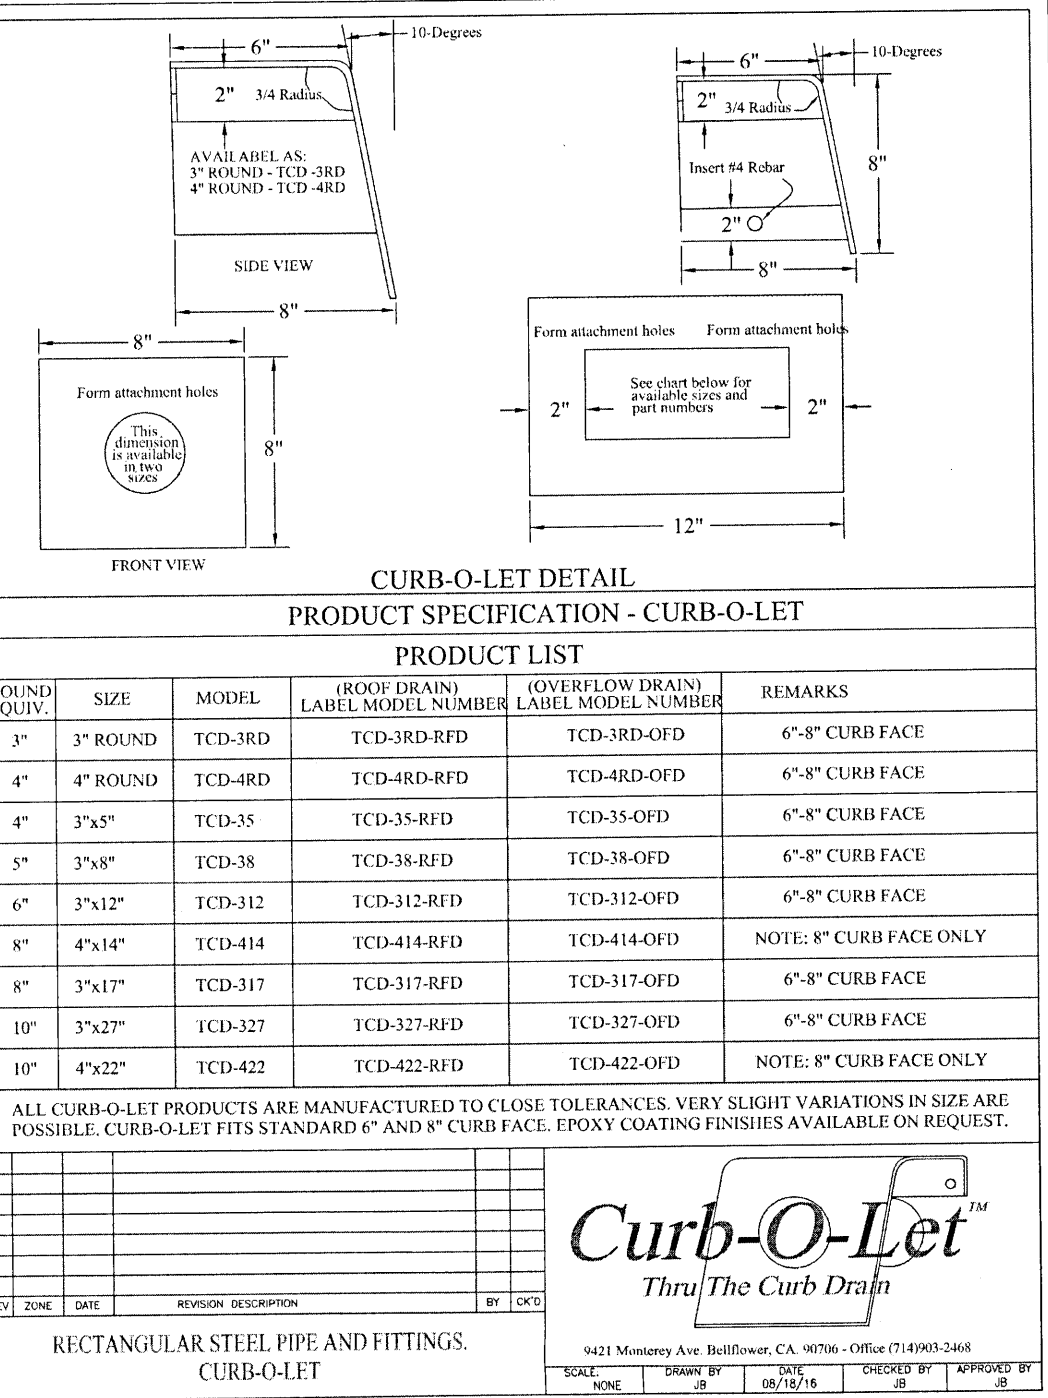 6"
10-Degrees
2"
3/4 Radius
AVAILABEL AS:
3" ROUND - TCD -3RD
4" ROUND - TCD -4RD
SIDE VIEW
8"
6"
10-Degrees
2"
3/4 Radius
8"
Insert #4 Rebar
2"
8"
8"
Form attachment holes
This
dimension
is available
in two
sizes
8"
FRONT VIEW
Form attachment holes
Form attachment holes
See chart below for
available sizes and
part numbers
2"
2"
12"
CURB-O-LET DETAIL
PRODUCT SPECIFICATION - CURB-O-LET
PRODUCT LIST
OUND QUIV. SIZE MODEL (ROOF DRAIN) LABEL MODEL NUMBER (OVERFLOW DRAIN) LABEL MODEL NUMBER REMARKS
3" 3" ROUND TCD-3RD TCD-3RD-RFD TCD-3RD-OFD 6"-8" CURB FACE
4" 4" ROUND TCD-4RD TCD-4RD-RFD TCD-4RD-OFD 6"-8" CURB FACE
4" 3"x5" TCD-35 TCD-35-RFD TCD-35-OFD 6"-8" CURB FACE
5" 3"x8" TCD-38 TCD-38-RFD TCD-38-OFD 6"-8" CURB FACE
6" 3"x12" TCD-312 TCD-312-RFD TCD-312-OFD 6"-8" CURB FACE
8" 4"x14" TCD-414 TCD-414-RFD TCD-414-OFD NOTE: 8" CURB FACE ONLY
8" 3"x17" TCD-317 TCD-317-RFD TCD-317-OFD 6"-8" CURB FACE
10" 3"x27" TCD-327 TCD-327-RFD TCD-327-OFD 6"-8" CURB FACE
10" 4"x22" TCD-422 TCD-422-RFD TCD-422-OFD NOTE: 8" CURB FACE ONLY
ALL CURB-O-LET PRODUCTS ARE MANUFACTURED TO CLOSE TOLERANCES. VERY SLIGHT VARIATIONS IN SIZE ARE
POSSIBLE. CURB-O-LET FITS STANDARD 6" AND 8" CURB FACE. EPOXY COATING FINISHES AVAILABLE ON REQUEST.
EV ZONE DATE REVISION DESCRIPTION BY CK'D
RECTANGULAR STEEL PIPE AND FITTINGS.
CURB-O-LET
Curb-O-Let TM
Thru The Curb Drain
9421 Monterey Ave. Bellflower, CA. 90706 - Office (714)903-2468
SCALE: NONE
DRAWN BY JB
DATE 08/18/16
CHECKED BY JB
APPROVED BY JB